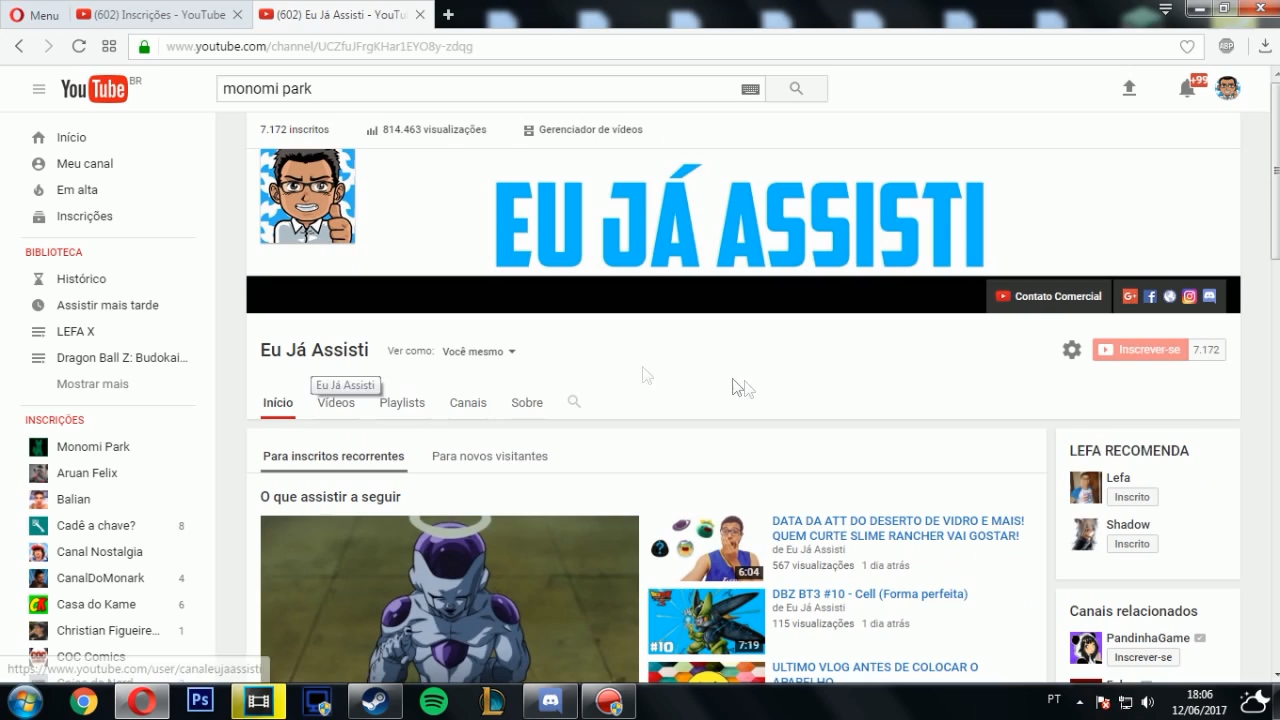 Menu
(602) Inscrições - YouTube
(602) Eu Já Assisti - YouTu
www.youtube.com/channel/UCZfuJFrgKHar1EYO8y-zdqg
ABP
YouTube BR
monomi park
+99
7.172 inscritos
814.463 visualizações
Gerenciador de vídeos
Início
Meu canal
Em alta
Inscrições
BIBLIOTECA
Histórico
Assistir mais tarde
LEFA X
Dragon Ball Z: Budokai...
Mostrar mais
INSCRIÇÕES
Monomi Park
Aruan Felix
Balian
Cadê a chave? 8
Canal Nostalgia
CanalDoMonark 4
Casa do Kame 6
Christian Figueire... 1
COC Comics
https://www.youtube.com/user/canaleujaassisti
EU JÁ ASSISTI
Contato Comercial
Eu Já Assisti
Ver como: Você mesmo
Inscrever-se 7.172
Eu Já Assisti
Início
Vídeos
Playlists
Canais
Sobre
Para inscritos recorrentes
Para novos visitantes
O que assistir a seguir
6:04
DATA DA ATT DO DESERTO DE VIDRO E MAIS!
QUEM CURTE SLIME RANCHER VAI GOSTAR!
de Eu Já Assisti
567 visualizações 1 dia atrás
#10
7:19
DBZ BT3 #10 - Cell (Forma perfeita)
de Eu Já Assisti
115 visualizações 1 dia atrás
ULTIMO VLOG ANTES DE COLOCAR O
APARELHO
LEFA RECOMENDA
Lefa
Inscrito
Shadow
Inscrito
Canais relacionados
PandinhaGame
Inscrever-se
Ps
PT
18:06
12/06/2017